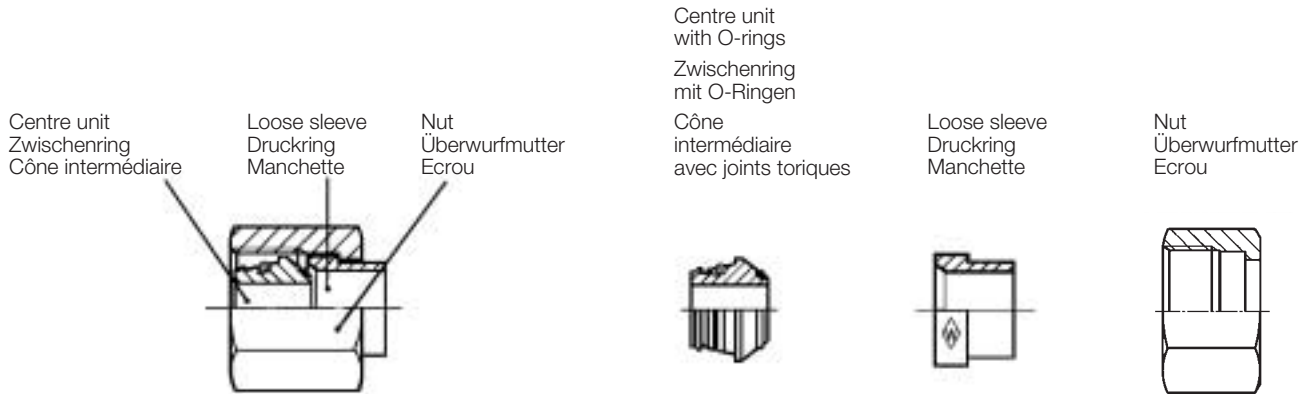 Centre unit
Zwischenring
Cône intermédiaire
Loose sleeve
Druckring
Manchette
Nut
Überwurfmutter
Ecrou
Centre unit
with O-rings
Zwischenring
mit O-Ringen
Cône
intermédiaire
avec joints toriques
Loose sleeve
Druckring
Manchette
Nut
Überwurfmutter
Ecrou